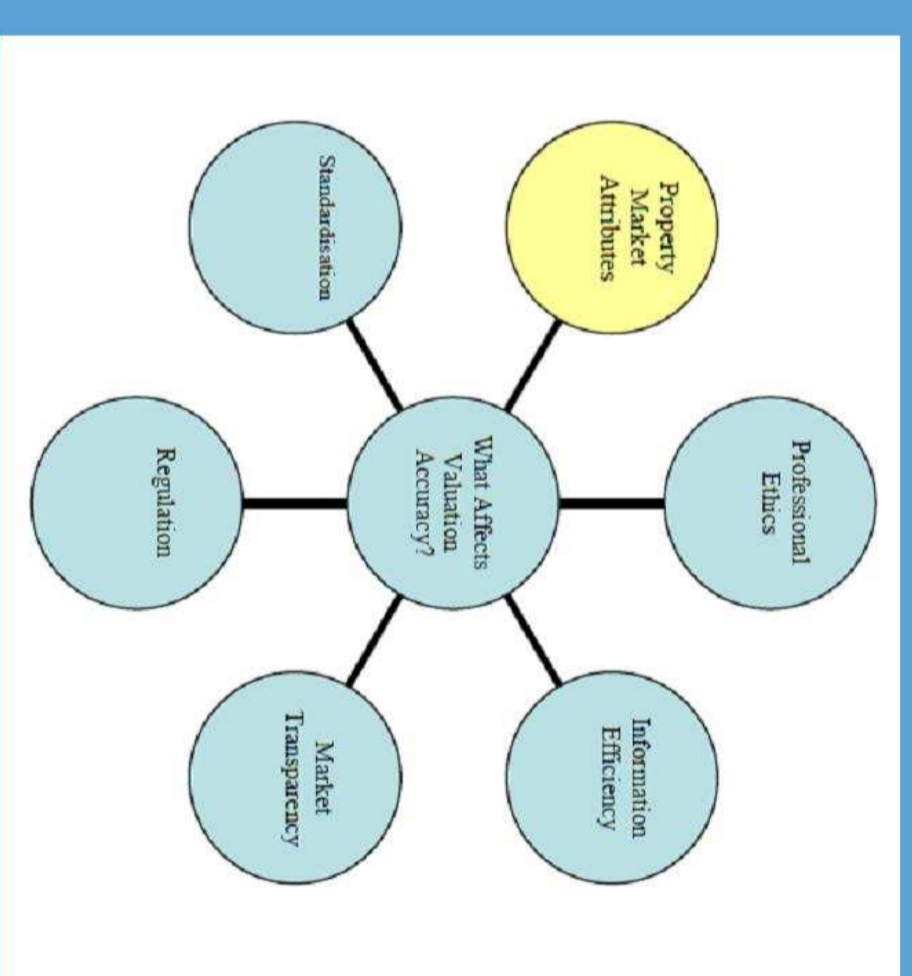 Professional
Ethics
Property
Market
Attributes
Information
Efficiency
What Affects
Valuation
Accuracy?
Standardisation
Market
Transparency
Regulation